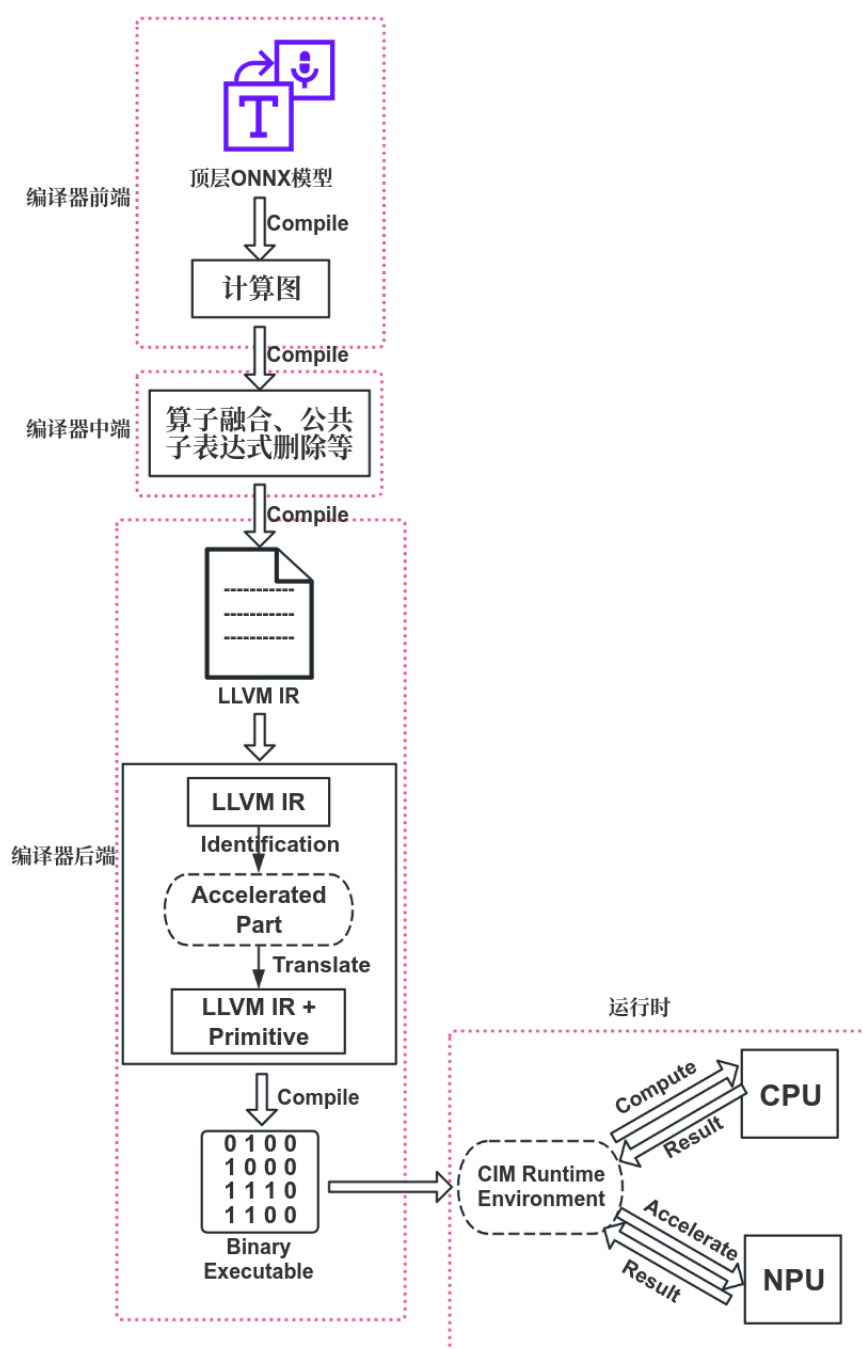 T
顶层ONNX模型
编译器前端
Compile
计算图
Compile
编译器中端
算子融合、公共
子表达式删除等
Compile
LLVM IR
编译器后端
LLVM IR
Identification
Accelerated
Part
Translate
LLVM IR +
Primitive
Compile
0 1 0 0
1 0 0 0
1 1 1 0
1 1 0 0
Binary
Executable
运行时
CIM Runtime
Environment
Compute
Result
CPU
Accelerate
Result
NPU